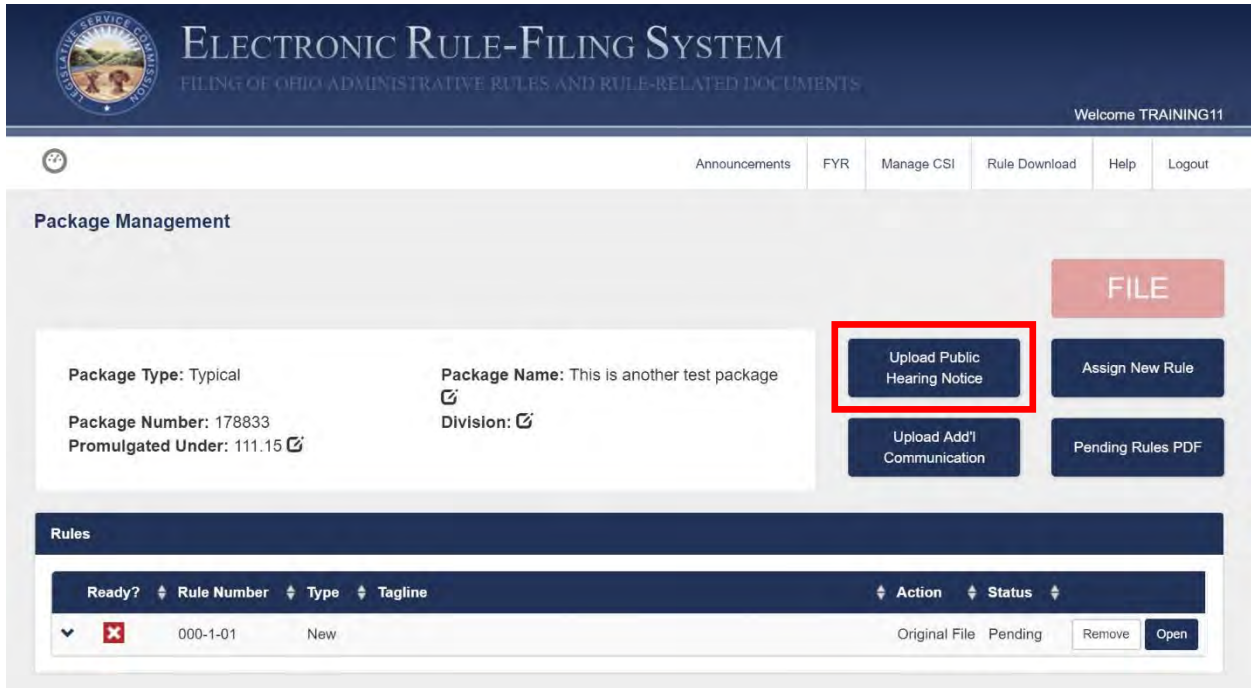 LEGISLATIVE SERVICE COMMISSION
ELECTRONIC RULE-FILING SYSTEM
FILING OF OHIO ADMINISTRATIVE RULES AND RULE-RELATED DOCUMENTS
Welcome TRAINING11
Announcements FYR Manage CSI Rule Download Help Logout
Package Management
FILE
Package Type: Typical
Package Name: This is another test package
Package Number: 178833
Division:
Promulgated Under: 111.15
Upload Public
Hearing Notice
Assign New Rule
Upload Add'l
Communication
Pending Rules PDF
Rules
Ready? Rule Number Type Tagline Action Status
000-1-01 New Original File Pending Remove Open